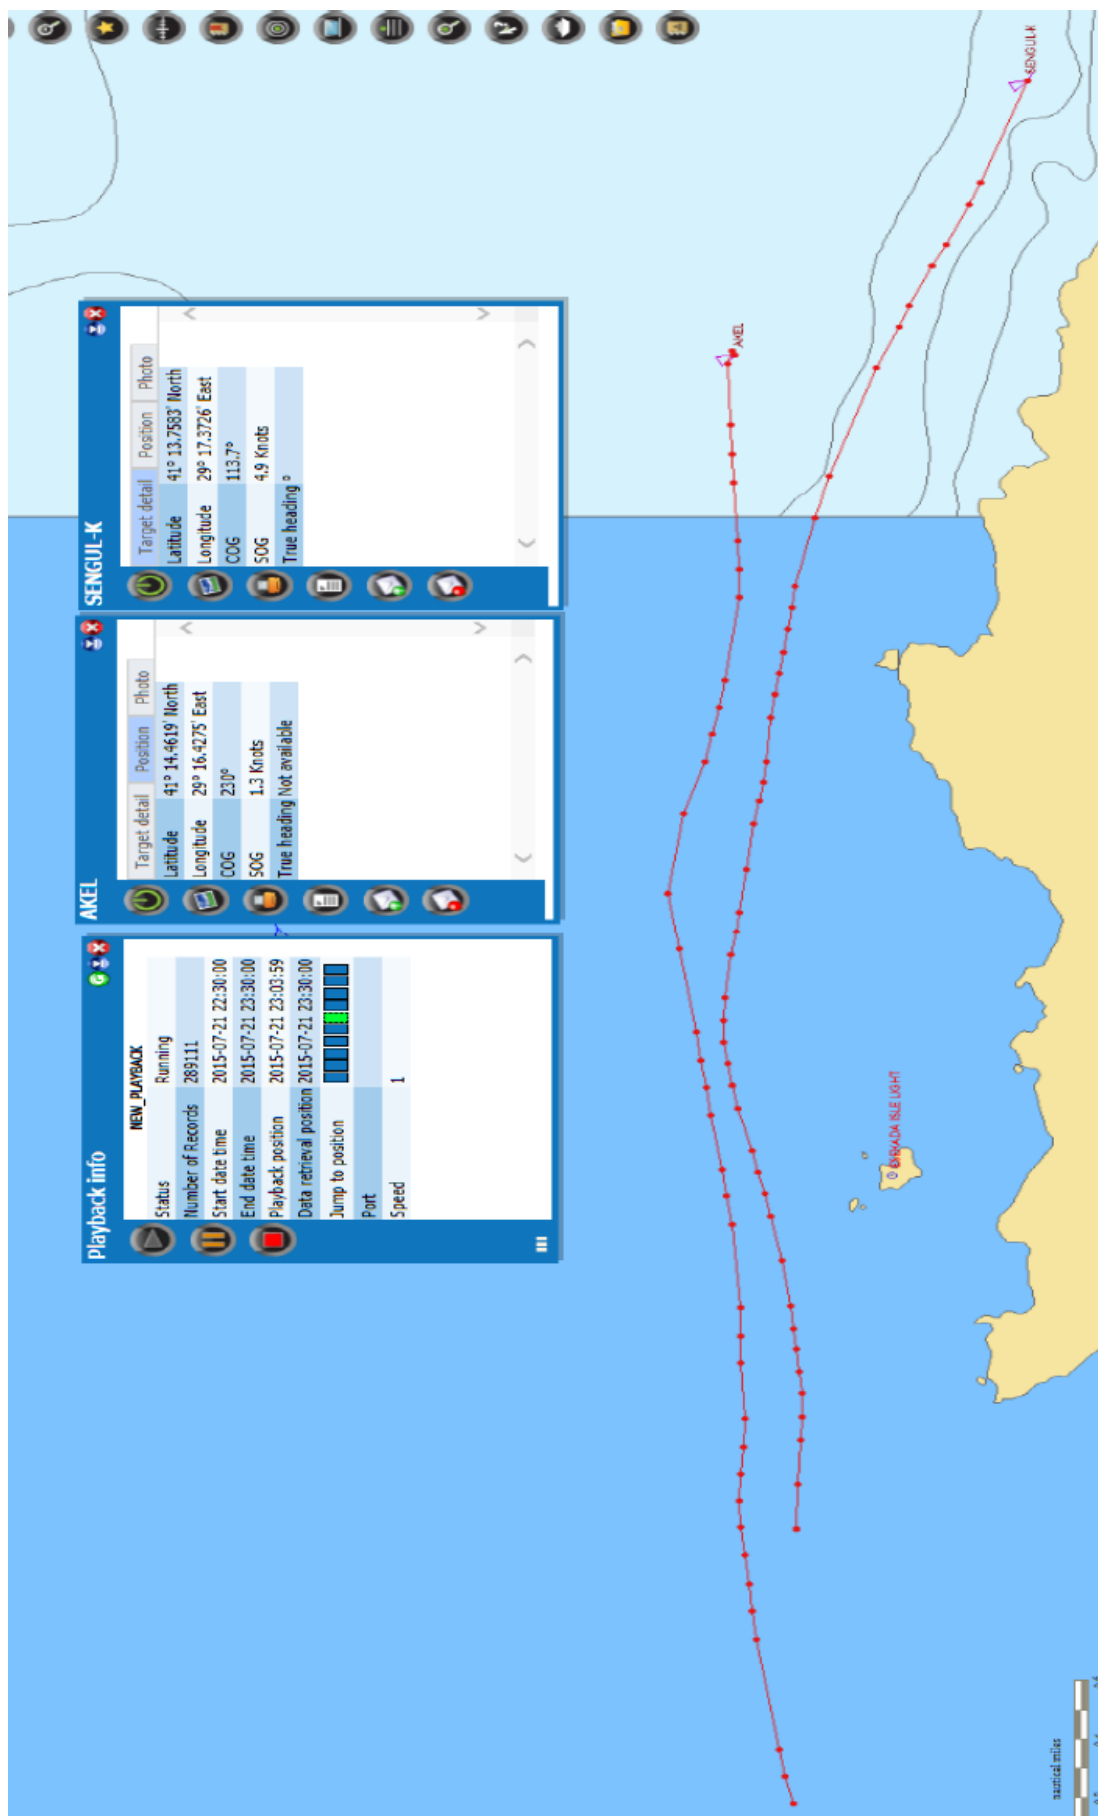 Playback info
NEW_PLAYBACK
Status Running
Number of Records 289111
Start date time 2015-07-21 22:30:00
End date time 2015-07-21 23:30:00
Playback position 2015-07-21 23:03:59
Data retrieval position 2015-07-21 23:30:00
Jump to position
Port
Speed 1
AKEL
Target detail Position Photo
Latitude 41° 14.4619' North
Longitude 29° 16.4275' East
COG 230°
SOG 1.3 Knots
True heading Not available
SENGUL-K
Target detail Position Photo
Latitude 41° 13.7583' North
Longitude 29° 17.3726' East
COG 113.7°
SOG 4.9 Knots
True heading °
AKEL
SENGUL-K
ISLE LIGHT
nautical miles